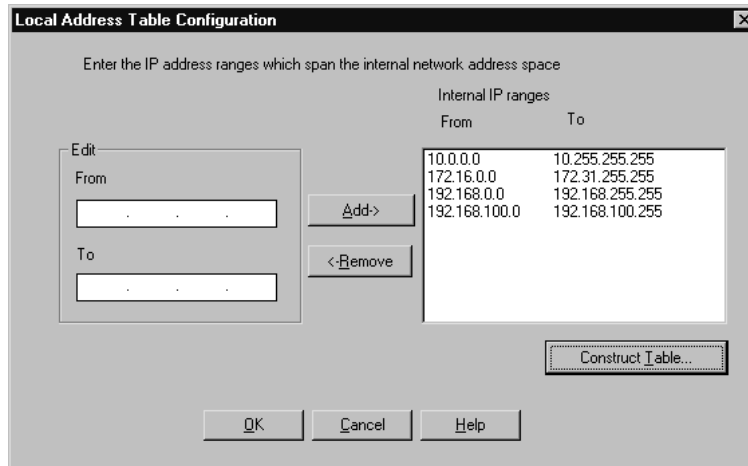 Local Address Table Configuration
Enter the IP address ranges which span the internal network address space
Internal IP ranges
From To
10.0.0.0 10.255.255.255
172.16.0.0 172.31.255.255
192.168.0.0 192.168.255.255
192.168.100.0 192.168.100.255
Edit
From
. . .
To
. . .
Add->
<-Remove
Construct Table...
OK Cancel Help